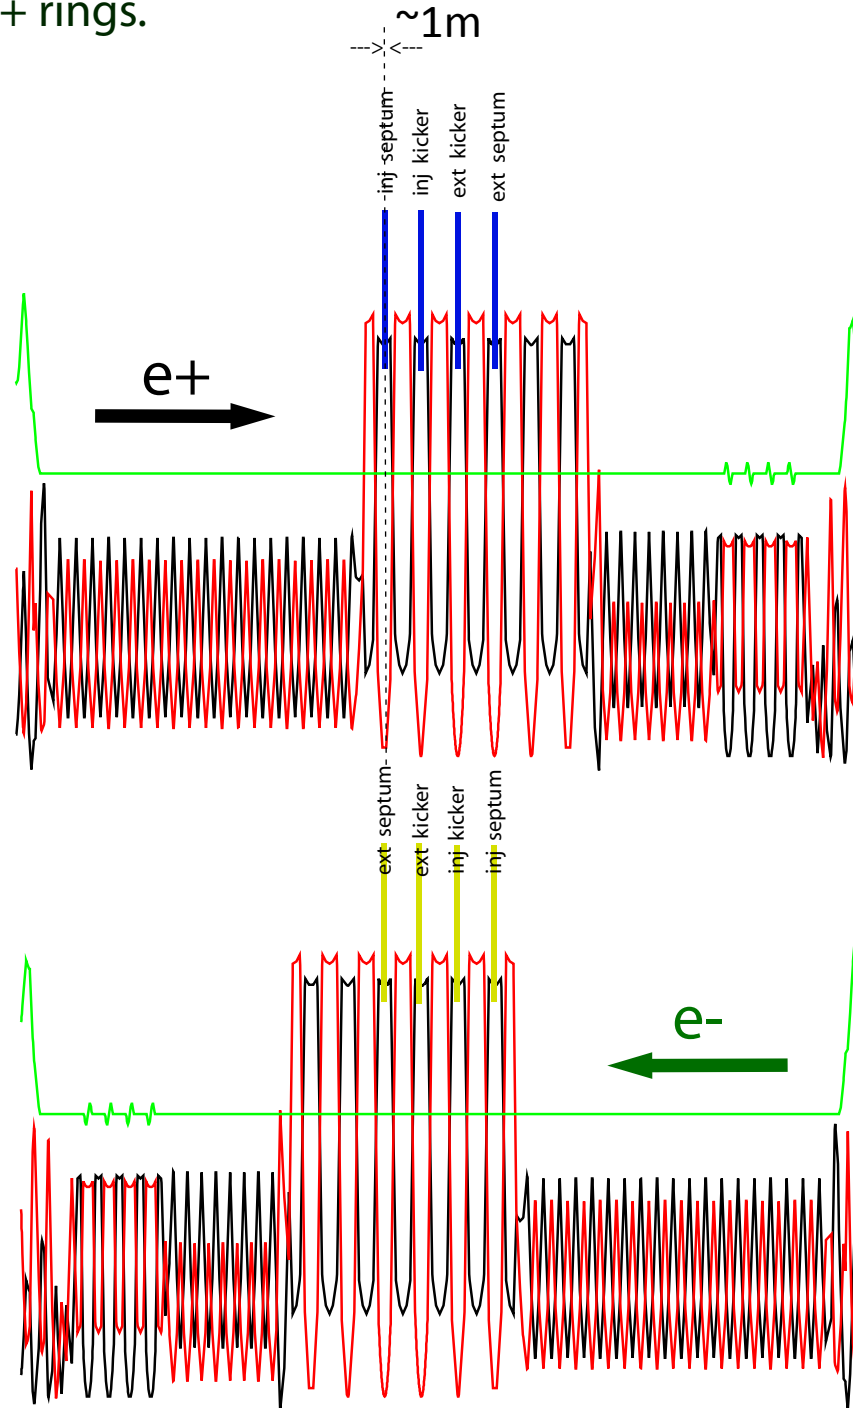 + rings.
~1m
--->
<---
inj septum
inj kicker
ext kicker
ext septum
e+
ext septum
ext kicker
inj kicker
inj septum
e-